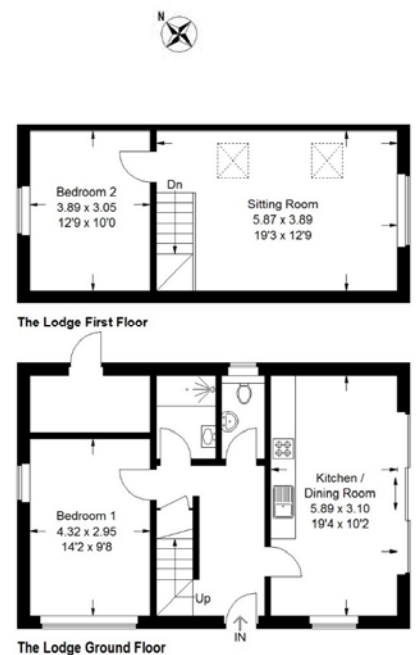 N
Bedroom 2
3.89 x 3.05
12'9 x 10'0
Dn
Sitting Room
5.87 x 3.89
19'3 x 12'9
The Lodge First Floor
Bedroom 1
4.32 x 2.95
14'2 x 9'8
Kitchen /
Dining Room
5.89 x 3.10
19'4 x 10'2
Up
IN
The Lodge Ground Floor